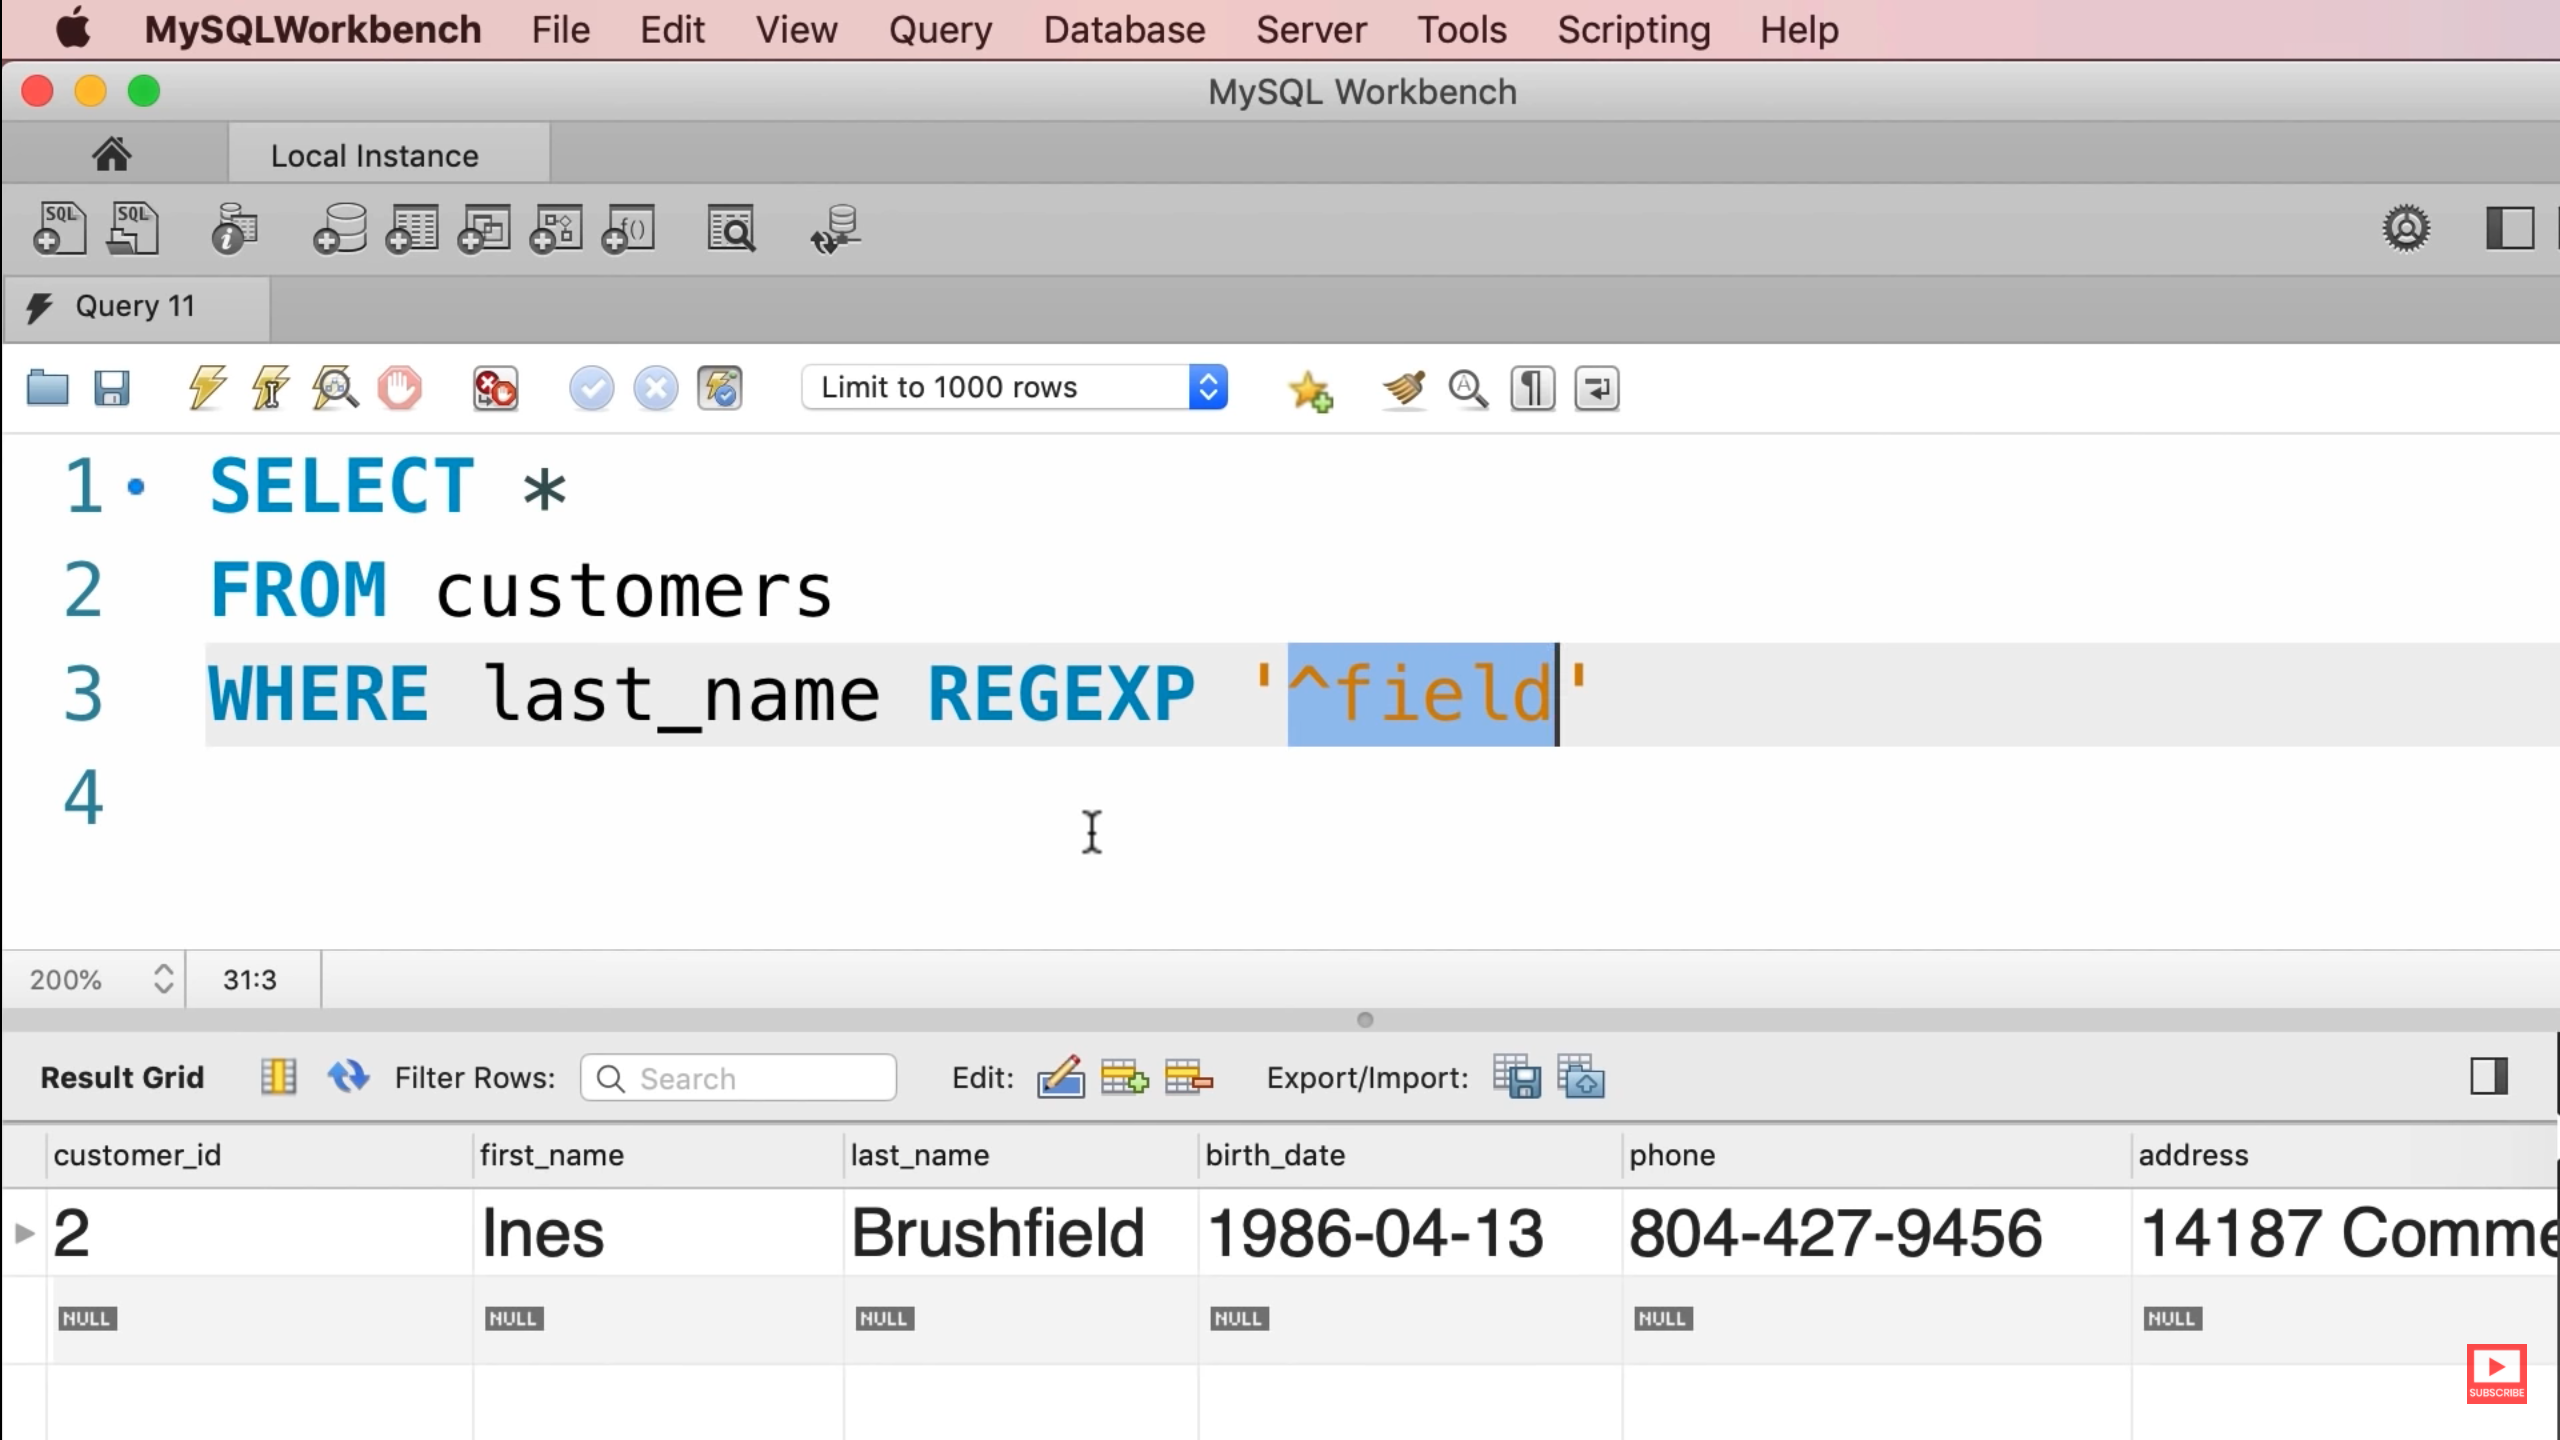 MySQLWorkbench File Edit View Query Database Server Tools Scripting Help
MySQL Workbench
Local Instance
SQL SQL f()
Query 11
Limit to 1000 rows
1 SELECT *
2 FROM customers
3 WHERE last_name REGEXP '^field'
4
200% 31:3
Result Grid Filter Rows: Search Edit: Export/Import:
customer_id first_name last_name birth_date phone address
2 Ines Brushfield 1986-04-13 804-427-9456 14187 Comme
NULL NULL NULL NULL NULL NULL
SUBSCRIBE